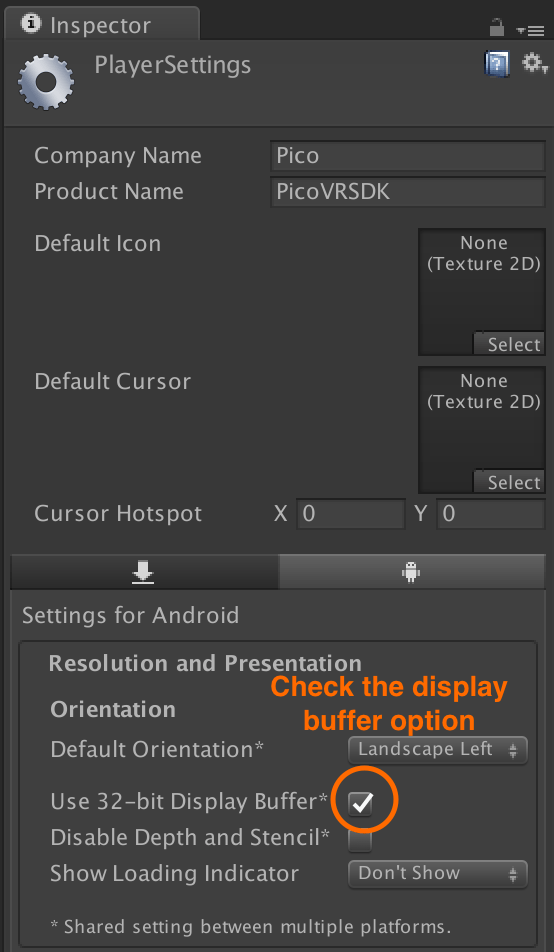 Inspector
PlayerSettings
Company Name Pico
Product Name PicoVRSDK
Default Icon
None
(Texture 2D)
Select
Default Cursor
None
(Texture 2D)
Select
Cursor Hotspot X 0 Y 0
Settings for Android
Resolution and Presentation
Check the display
buffer option
Orientation
Default Orientation* Landscape Left
Use 32-bit Display Buffer*
Disable Depth and Stencil*
Show Loading Indicator Don't Show
* Shared setting between multiple platforms.